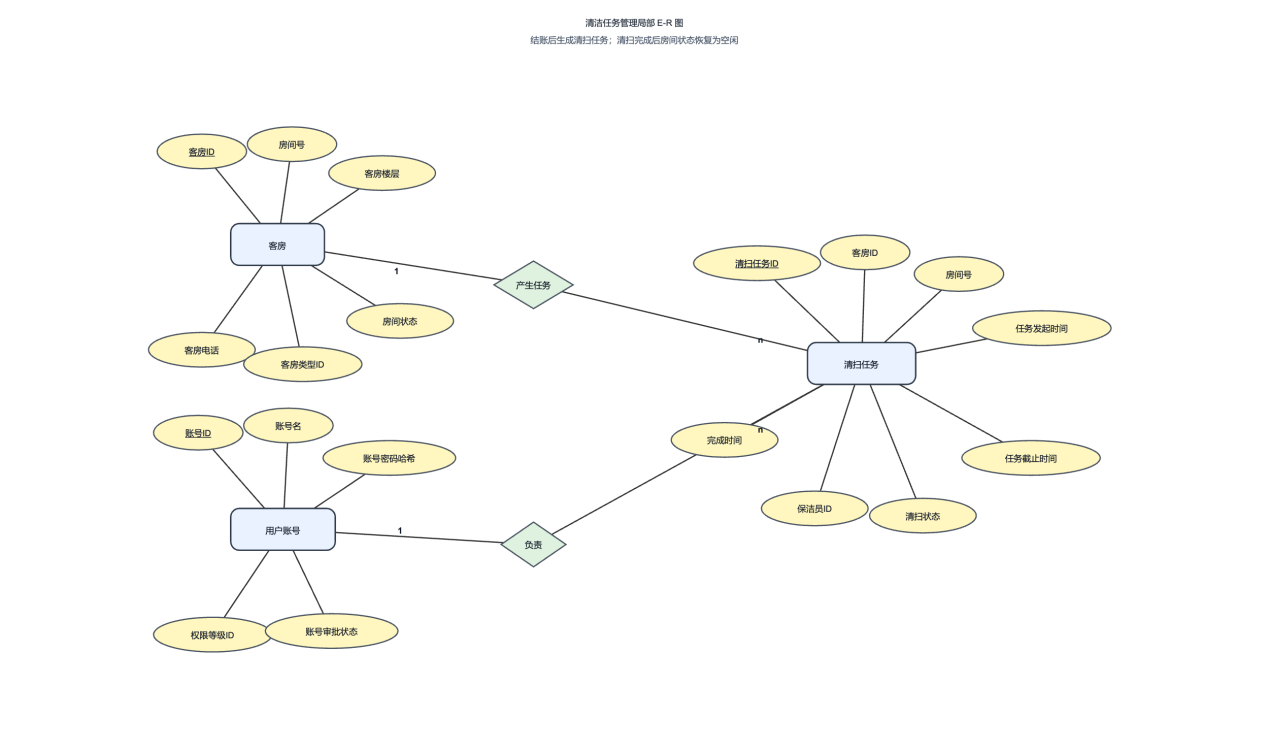 清洁任务管理局部 E-R 图
结账后生成清扫任务；清扫完成后房间状态恢复为空闲
客房ID
房间号
客房楼层
客房
1
产生任务
房间状态
客房电话
客房类型ID
清扫任务ID
客房ID
房间号
任务发起时间
n
清扫任务
账号ID
账号名
账号密码哈希
n
完成时间
任务截止时间
保洁员ID
清扫状态
用户账号
1
负责
权限等级ID
账号审批状态